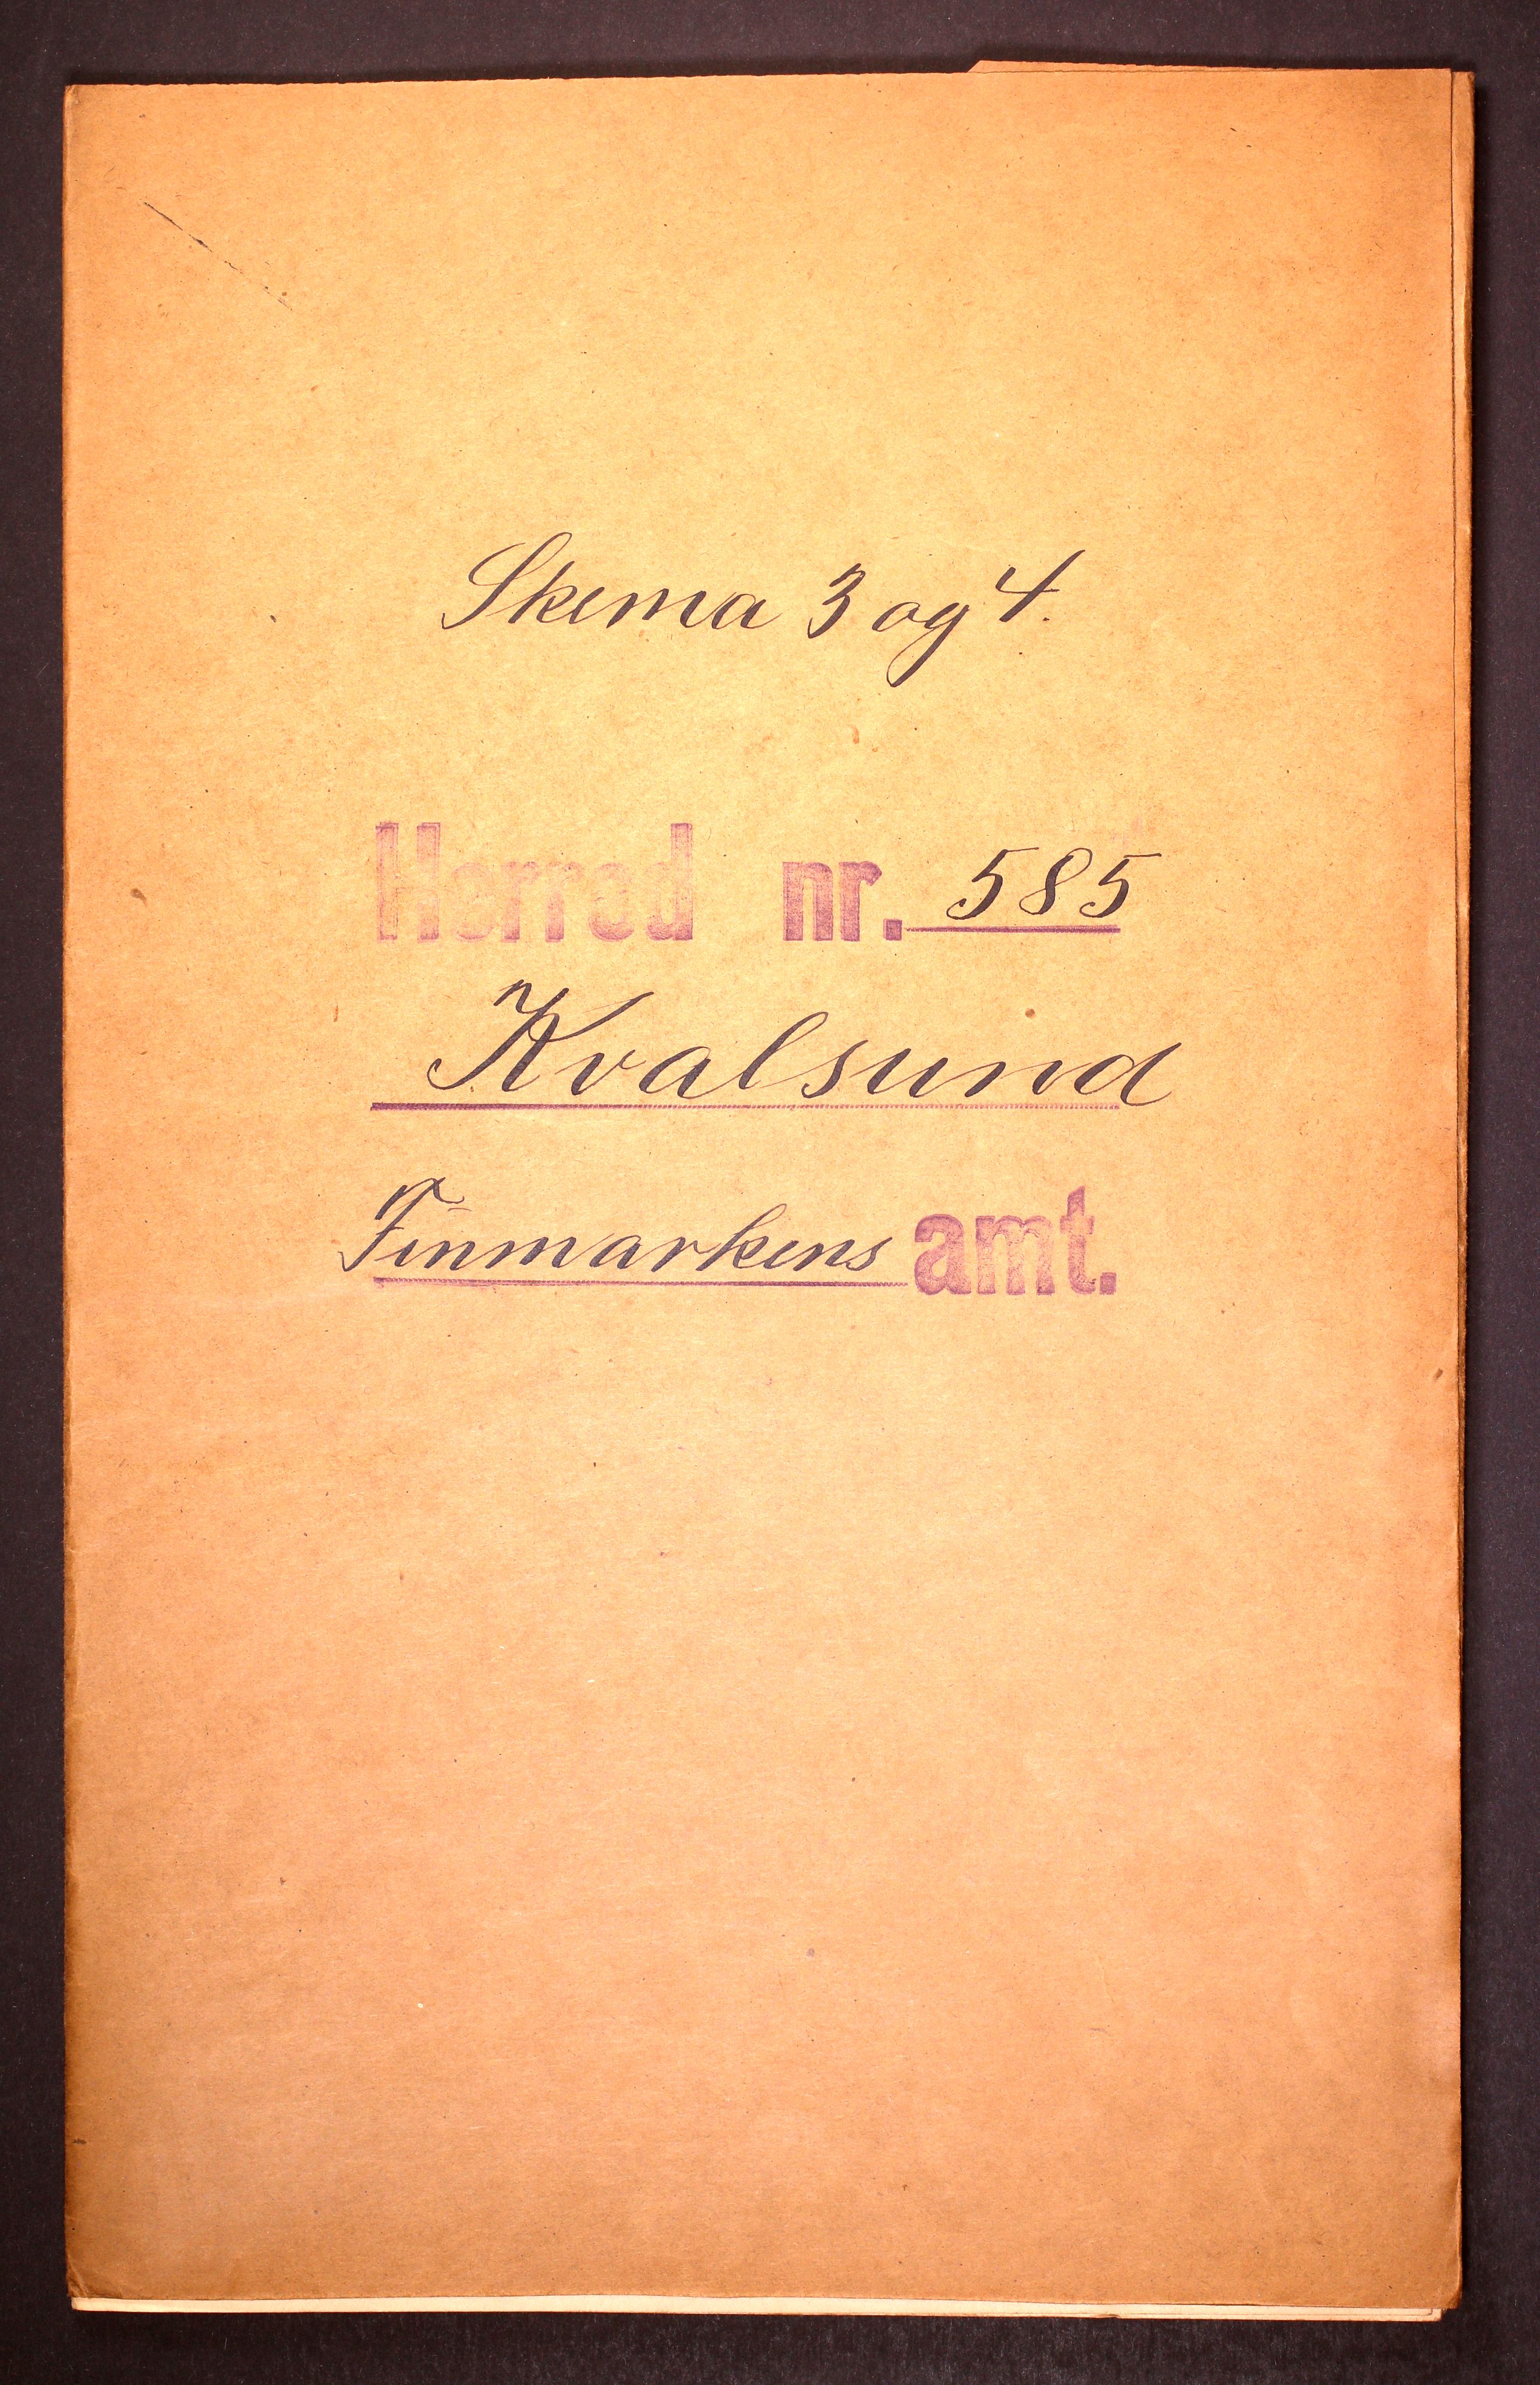 Skema 3 og 4.
Herred nr. 585
Kvalsund
Finmarkens amt.